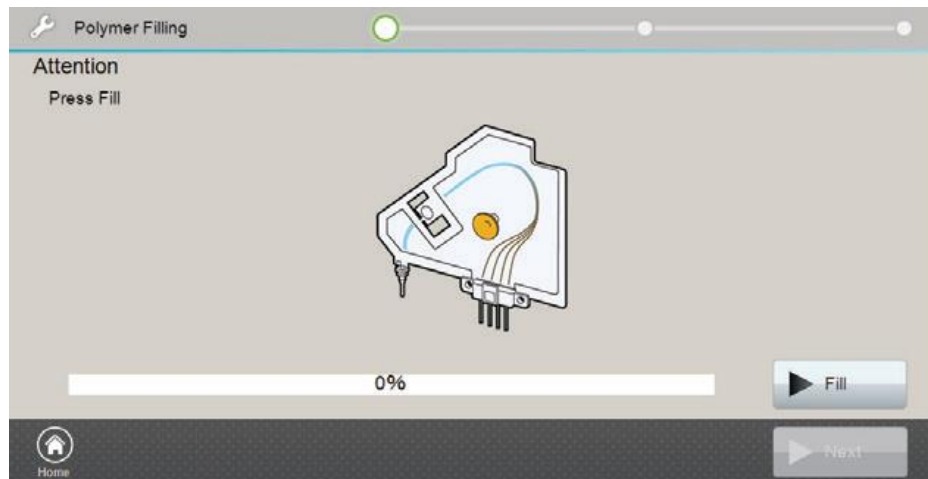 Polymer Filling
Attention
Press Fill
0%
Fill
Home
Next